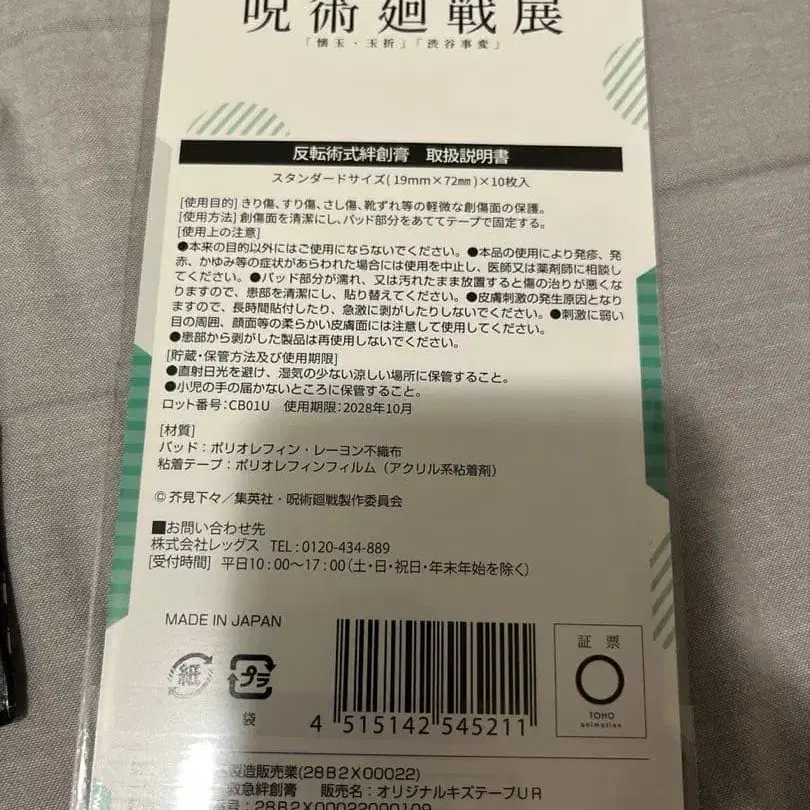 呪術廻戦展
「懐玉・玉折」「渋谷事変」
反転術式絆創膏 取扱説明書
スタンダードサイズ(19mm×72㎜)×10枚入
[使用目的] きり傷、すり傷、さし傷、靴ずれ等の軽微な創傷面の保護。
[使用方法] 創傷面を清潔にし、パッド部分をあててテープで固定する。
[使用上の注意]
●本来の目的以外にはご使用にならないでください。●本品の使用により発疹、発
赤、かゆみ等の症状があらわれた場合には使用を中止し、医師又は薬剤師に相談し
てください。●パッド部分が濡れ、又は汚れたまま放置すると傷の治りが悪くな
りますので、患部を清潔にし、貼り替えてください。●皮膚刺激の発生原因となり
ますので、長時間貼付したり、急激に剥がしたりしないでください。●刺激に弱い
目の周囲、顔面等の柔らかい皮膚面には注意して使用してください。
●患部から剥がした製品は再使用しないでください。
[貯蔵・保管方法及び使用期限]
●直射日光を避け、湿気の少ない涼しい場所に保管すること。
●小児の手の届かないところに保管すること。
ロット番号:CB01U 使用期限:2028年10月
[材質]
パッド:ポリオレフィン・レーヨン不織布
粘着テープ:ポリオレフィンフィルム(アクリル系粘着剤)
© 芥見下々/集英社・呪術廻戦製作委員会
■お問い合わせ先
株式会社レッグス TEL:0120-434-889
[受付時間] 平日10:00〜17:00(土・日・祝日・年末年始を除く)
MADE IN JAPAN
紙 プラ
袋
4 515142 545211
証票
TOHO
animation
製造販売業(28B2X00022)
救急絆創膏 販売名:オリジナルキズテープUR
28B2X00022000109